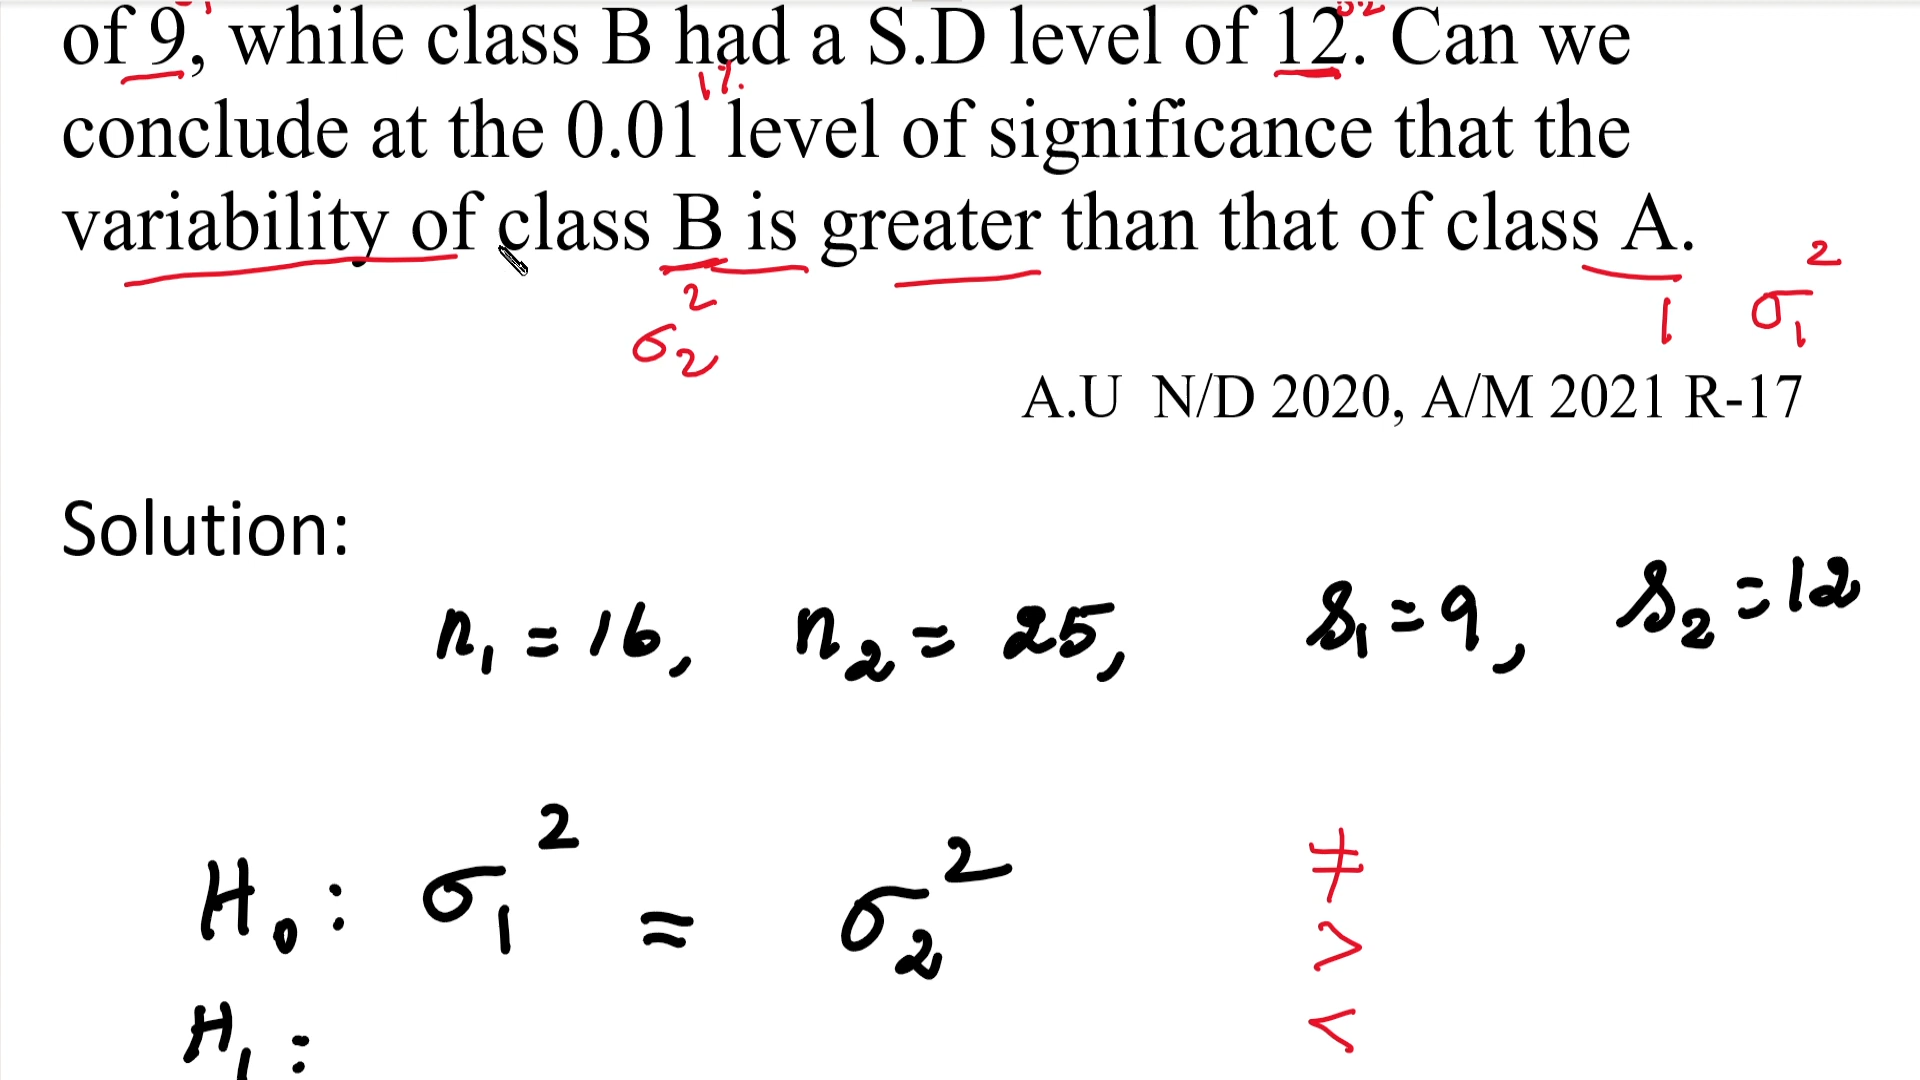 of 9, while class B had a S.D level of 12. Can we
1%.
conclude at the 0.01 level of significance that the
variability of class B is greater than that of class A.
σ₂² 1 σ₁²
A.U N/D 2020, A/M 2021 R-17
Solution:
n₁ = 16, n₂ = 25, s₁ = 9, s₂ = 12
H₀ : σ₁² = σ₂² ≠
>
H₁ : <